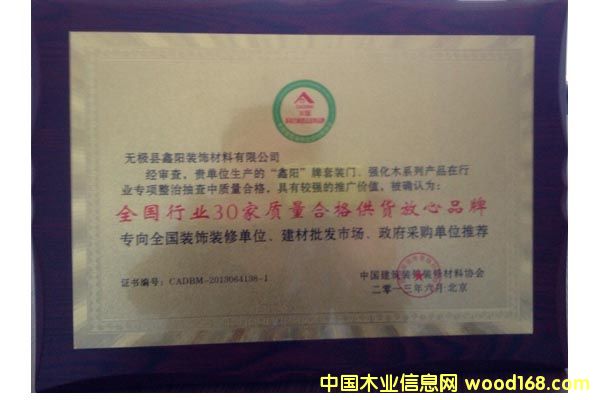 无极县鑫阳装饰材料有限公司
经审查，贵单位生产的“鑫阳”牌套装门、强化木系列产品在行
业专项整治抽查中质量合格，具有较强的推广价值，被确认为：
全国行业30家质量合格供货放心品牌
专向全国装饰装修单位、建材批发市场、政府采购单位推荐
证书编号：CADBM-2013064138-1
中国建筑装修装修材料协会
二零一三年六月·北京
中国木业信息网 wood168.com